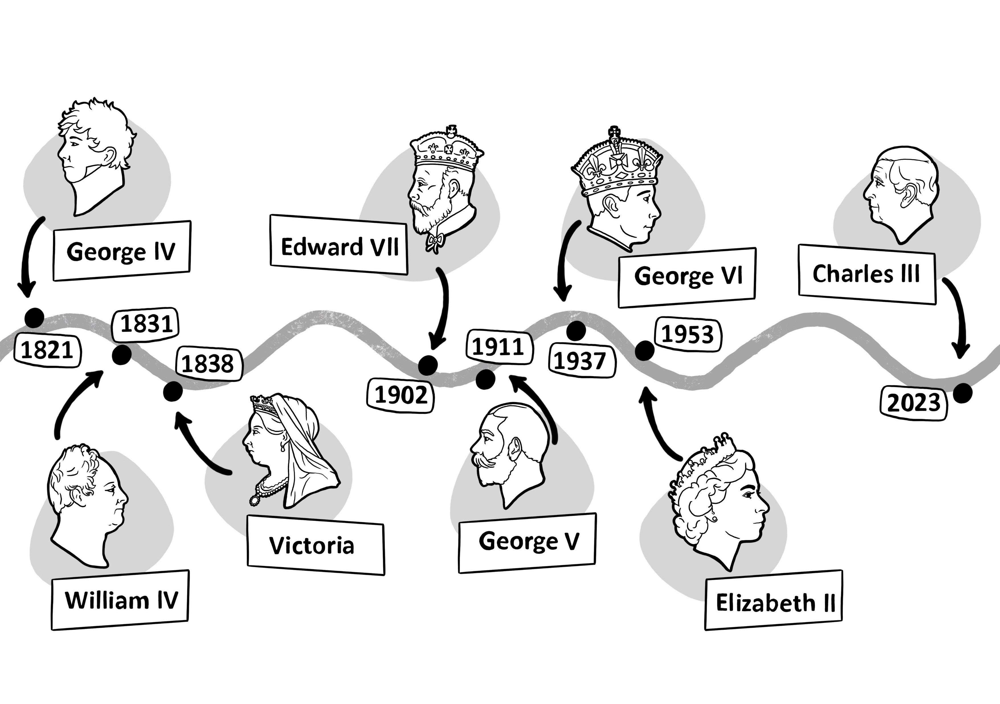 George IV
Edward VII
George VI
Charles III
1821
1831
1838
1902
1911
1937
1953
2023
William IV
Victoria
George V
Elizabeth II